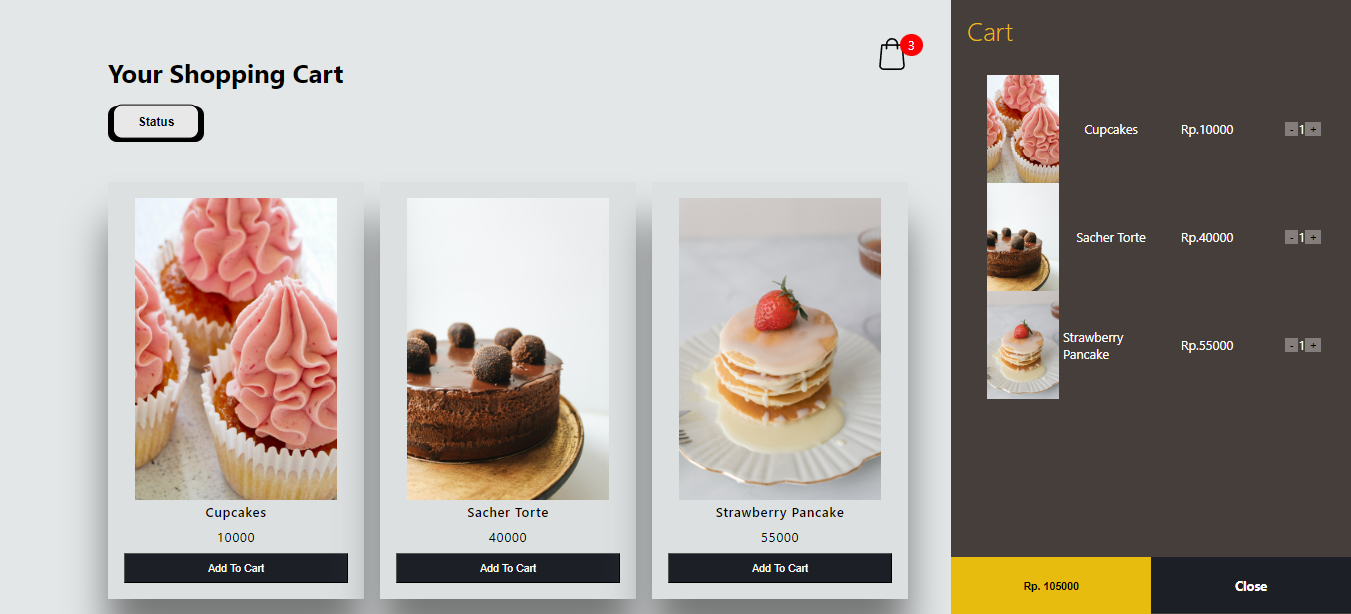 3
Your Shopping Cart
Status
Cupcakes
10000
Add To Cart
Sacher Torte
40000
Add To Cart
Strawberry Pancake
55000
Add To Cart
Cart
Cupcakes Rp.10000 - 1 +
Sacher Torte Rp.40000 - 1 +
Strawberry
Pancake Rp.55000 - 1 +
Rp. 105000 Close